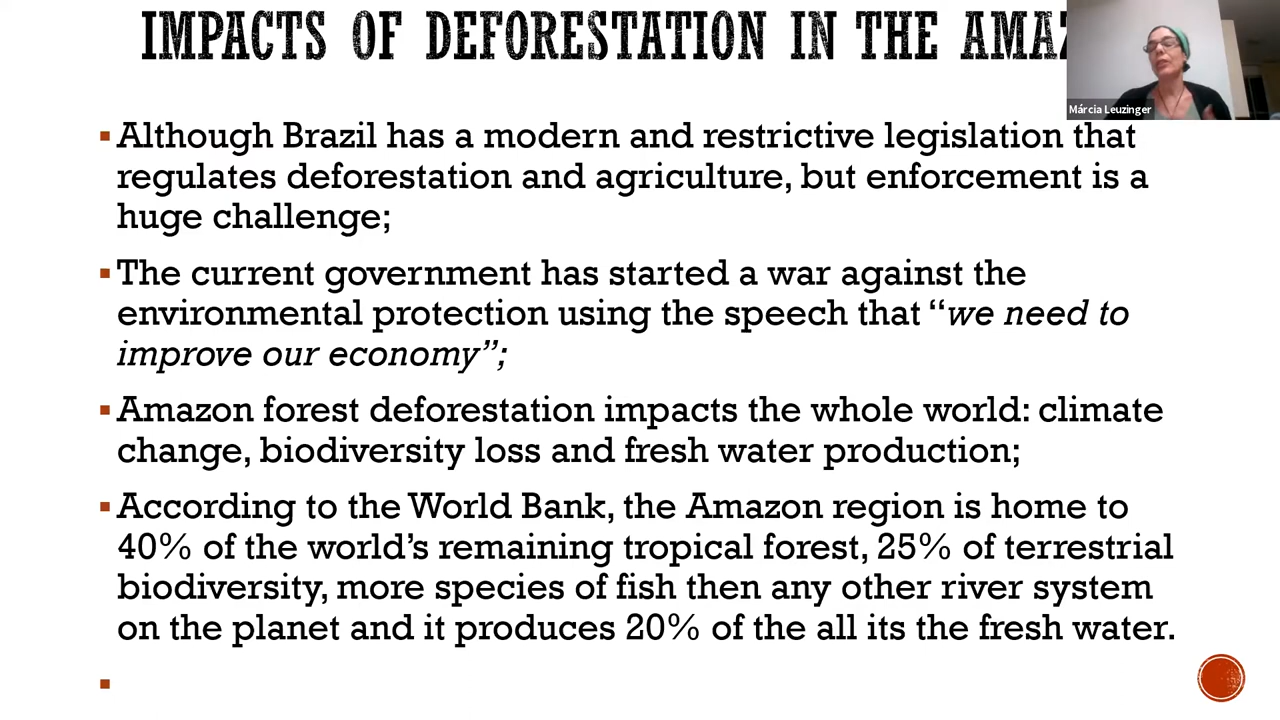 IMPACTS OF DEFORESTATION IN THE
Márcia Leuzinger
Although Brazil has a modern and restrictive legislation that
regulates deforestation and agriculture, but enforcement is a
huge challenge;
The current government has started a war against the
environmental protection using the speech that “we need to
improve our economy”;
Amazon forest deforestation impacts the whole world: climate
change, biodiversity loss and fresh water production;
According to the World Bank, the Amazon region is home to
40% of the world’s remaining tropical forest, 25% of terrestrial
biodiversity, more species of fish then any other river system
on the planet and it produces 20% of the all its the fresh water.